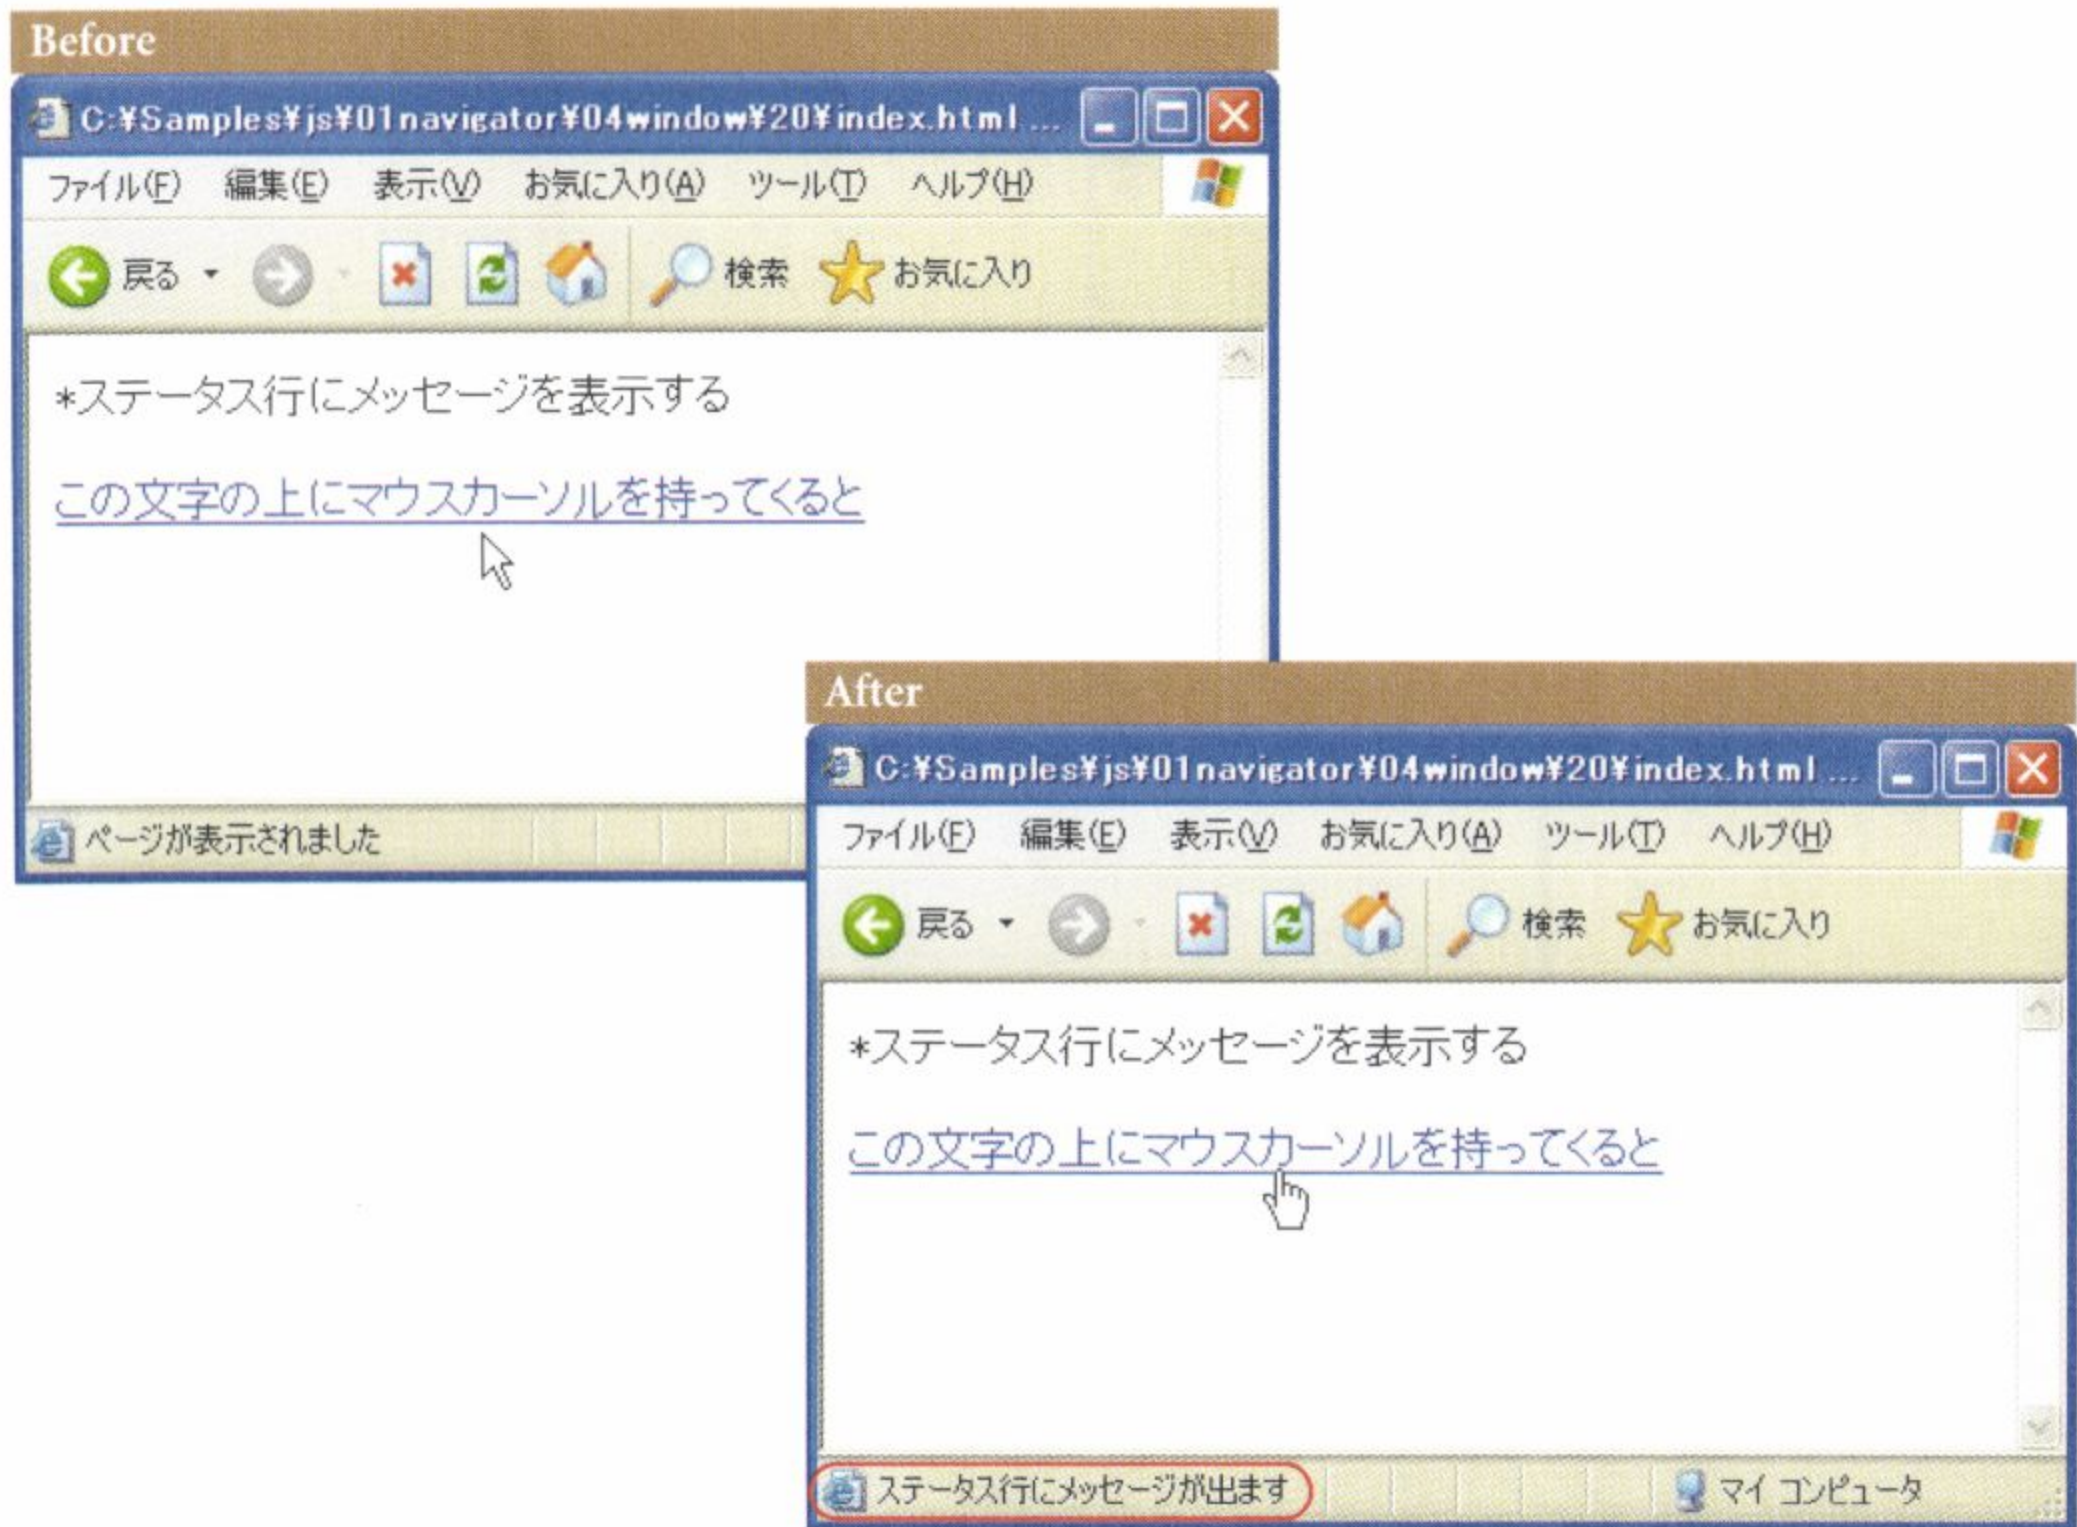 Before
C:¥Samples¥js¥01navigator¥04window¥20¥index.html ...
ファイル(F) 編集(E) 表示(V) お気に入り(A) ツール(T) ヘルプ(H)
戻る 検索 お気に入り
*ステータス行にメッセージを表示する
この文字の上にマウスカーソルを持ってくると
ページが表示されました
After
C:¥Samples¥js¥01navigator¥04window¥20¥index.html ...
ファイル(F) 編集(E) 表示(V) お気に入り(A) ツール(T) ヘルプ(H)
戻る 検索 お気に入り
*ステータス行にメッセージを表示する
この文字の上にマウスカーソルを持ってくると
ステータス行にメッセージが出ます マイ コンピュータ